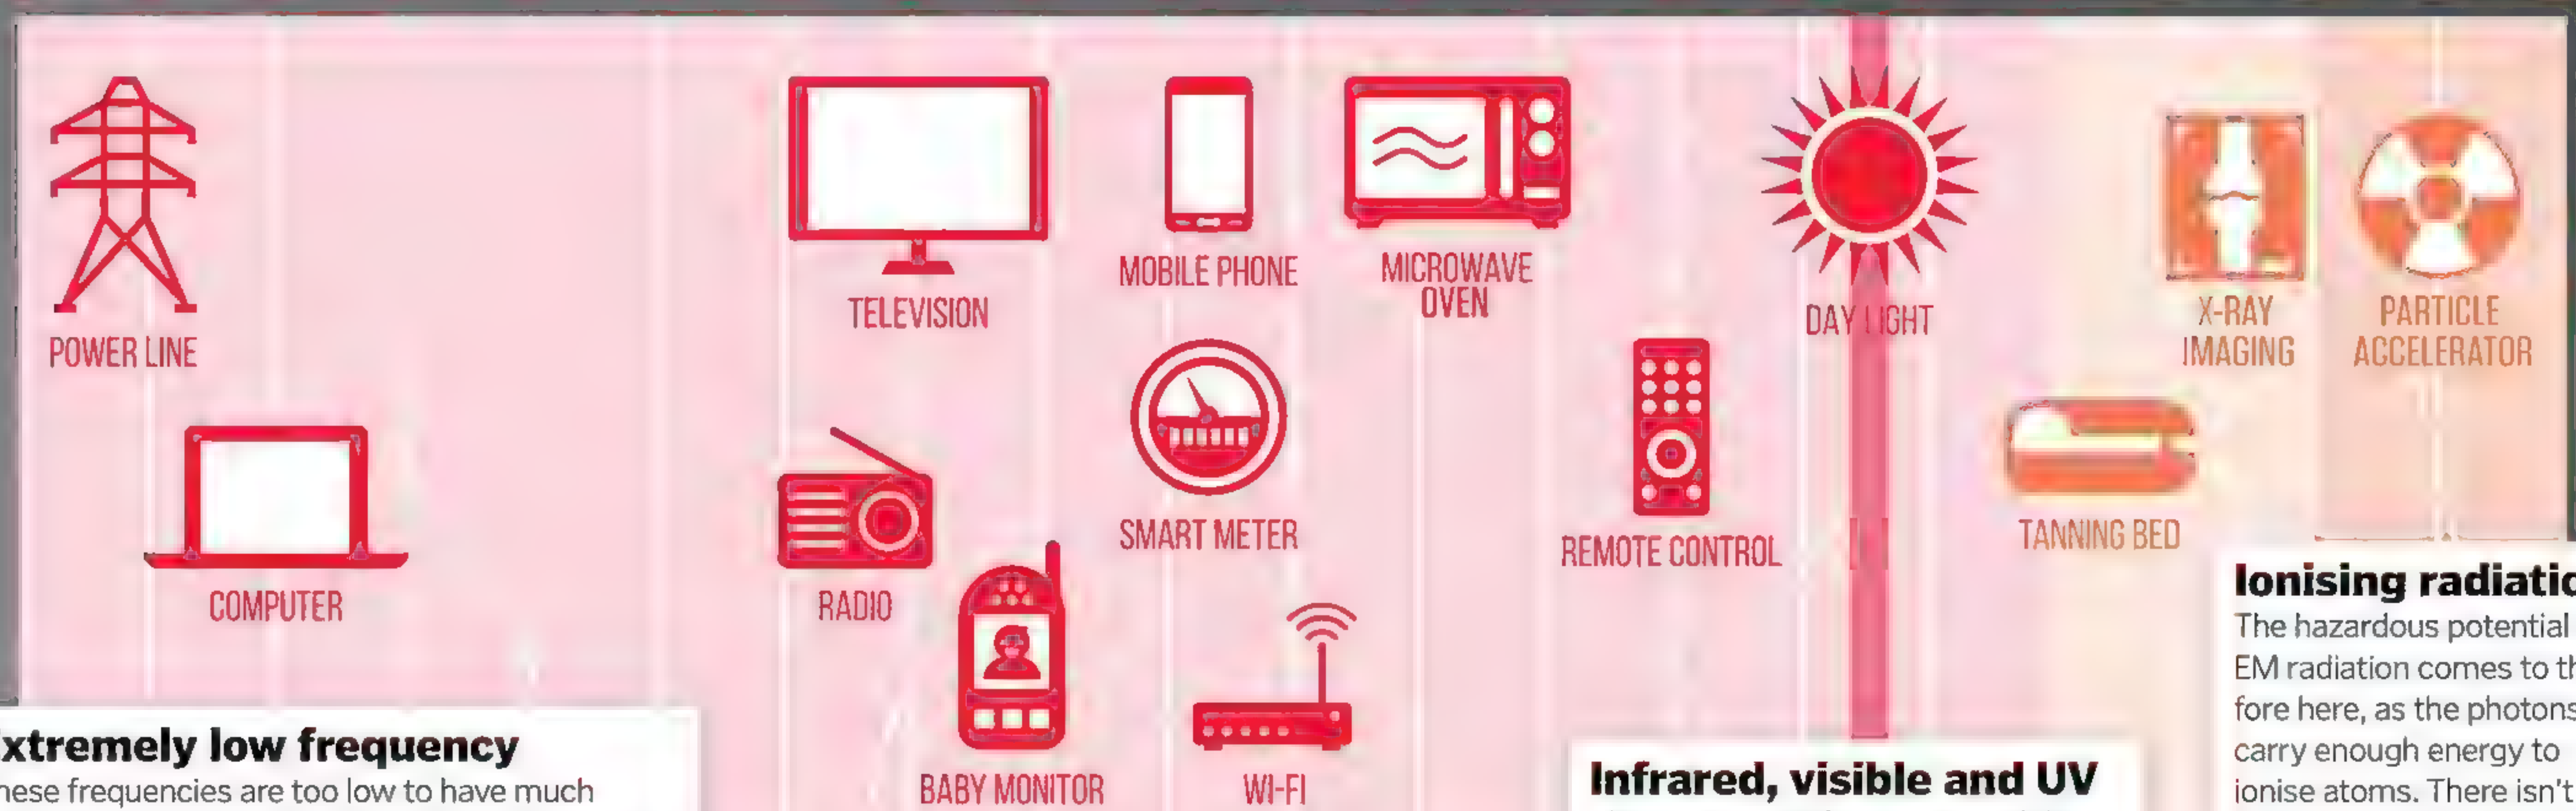 POWER LINE
COMPUTER
TELEVISION
RADIO
BABY MONITOR
MOBILE PHONE
SMART METER
WI-FI
MICROWAVE
OVEN
REMOTE CONTROL
DAY LIGHT
TANNING BED
X-RAY
IMAGING
PARTICLE
ACCELERATOR
xtremely low frequency
hese frequencies are too low to have much
Infrared, visible and UV
Ionising radiatio
The hazardous potential
EM radiation comes to th
fore here, as the photons
carry enough energy to
ionise atoms. There isn't